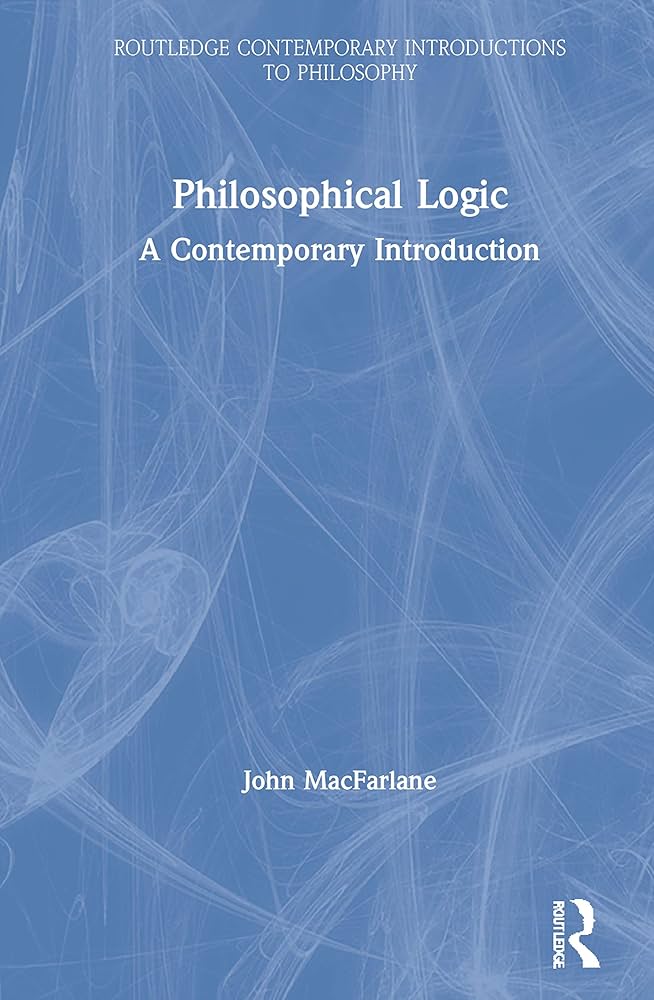 ROUTLEDGE CONTEMPORARY INTRODUCTIONS
TO PHILOSOPHY
Philosophical Logic
A Contemporary Introduction
John MacFarlane
ROUTLEDGE